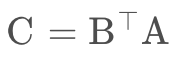 C = B⊤A